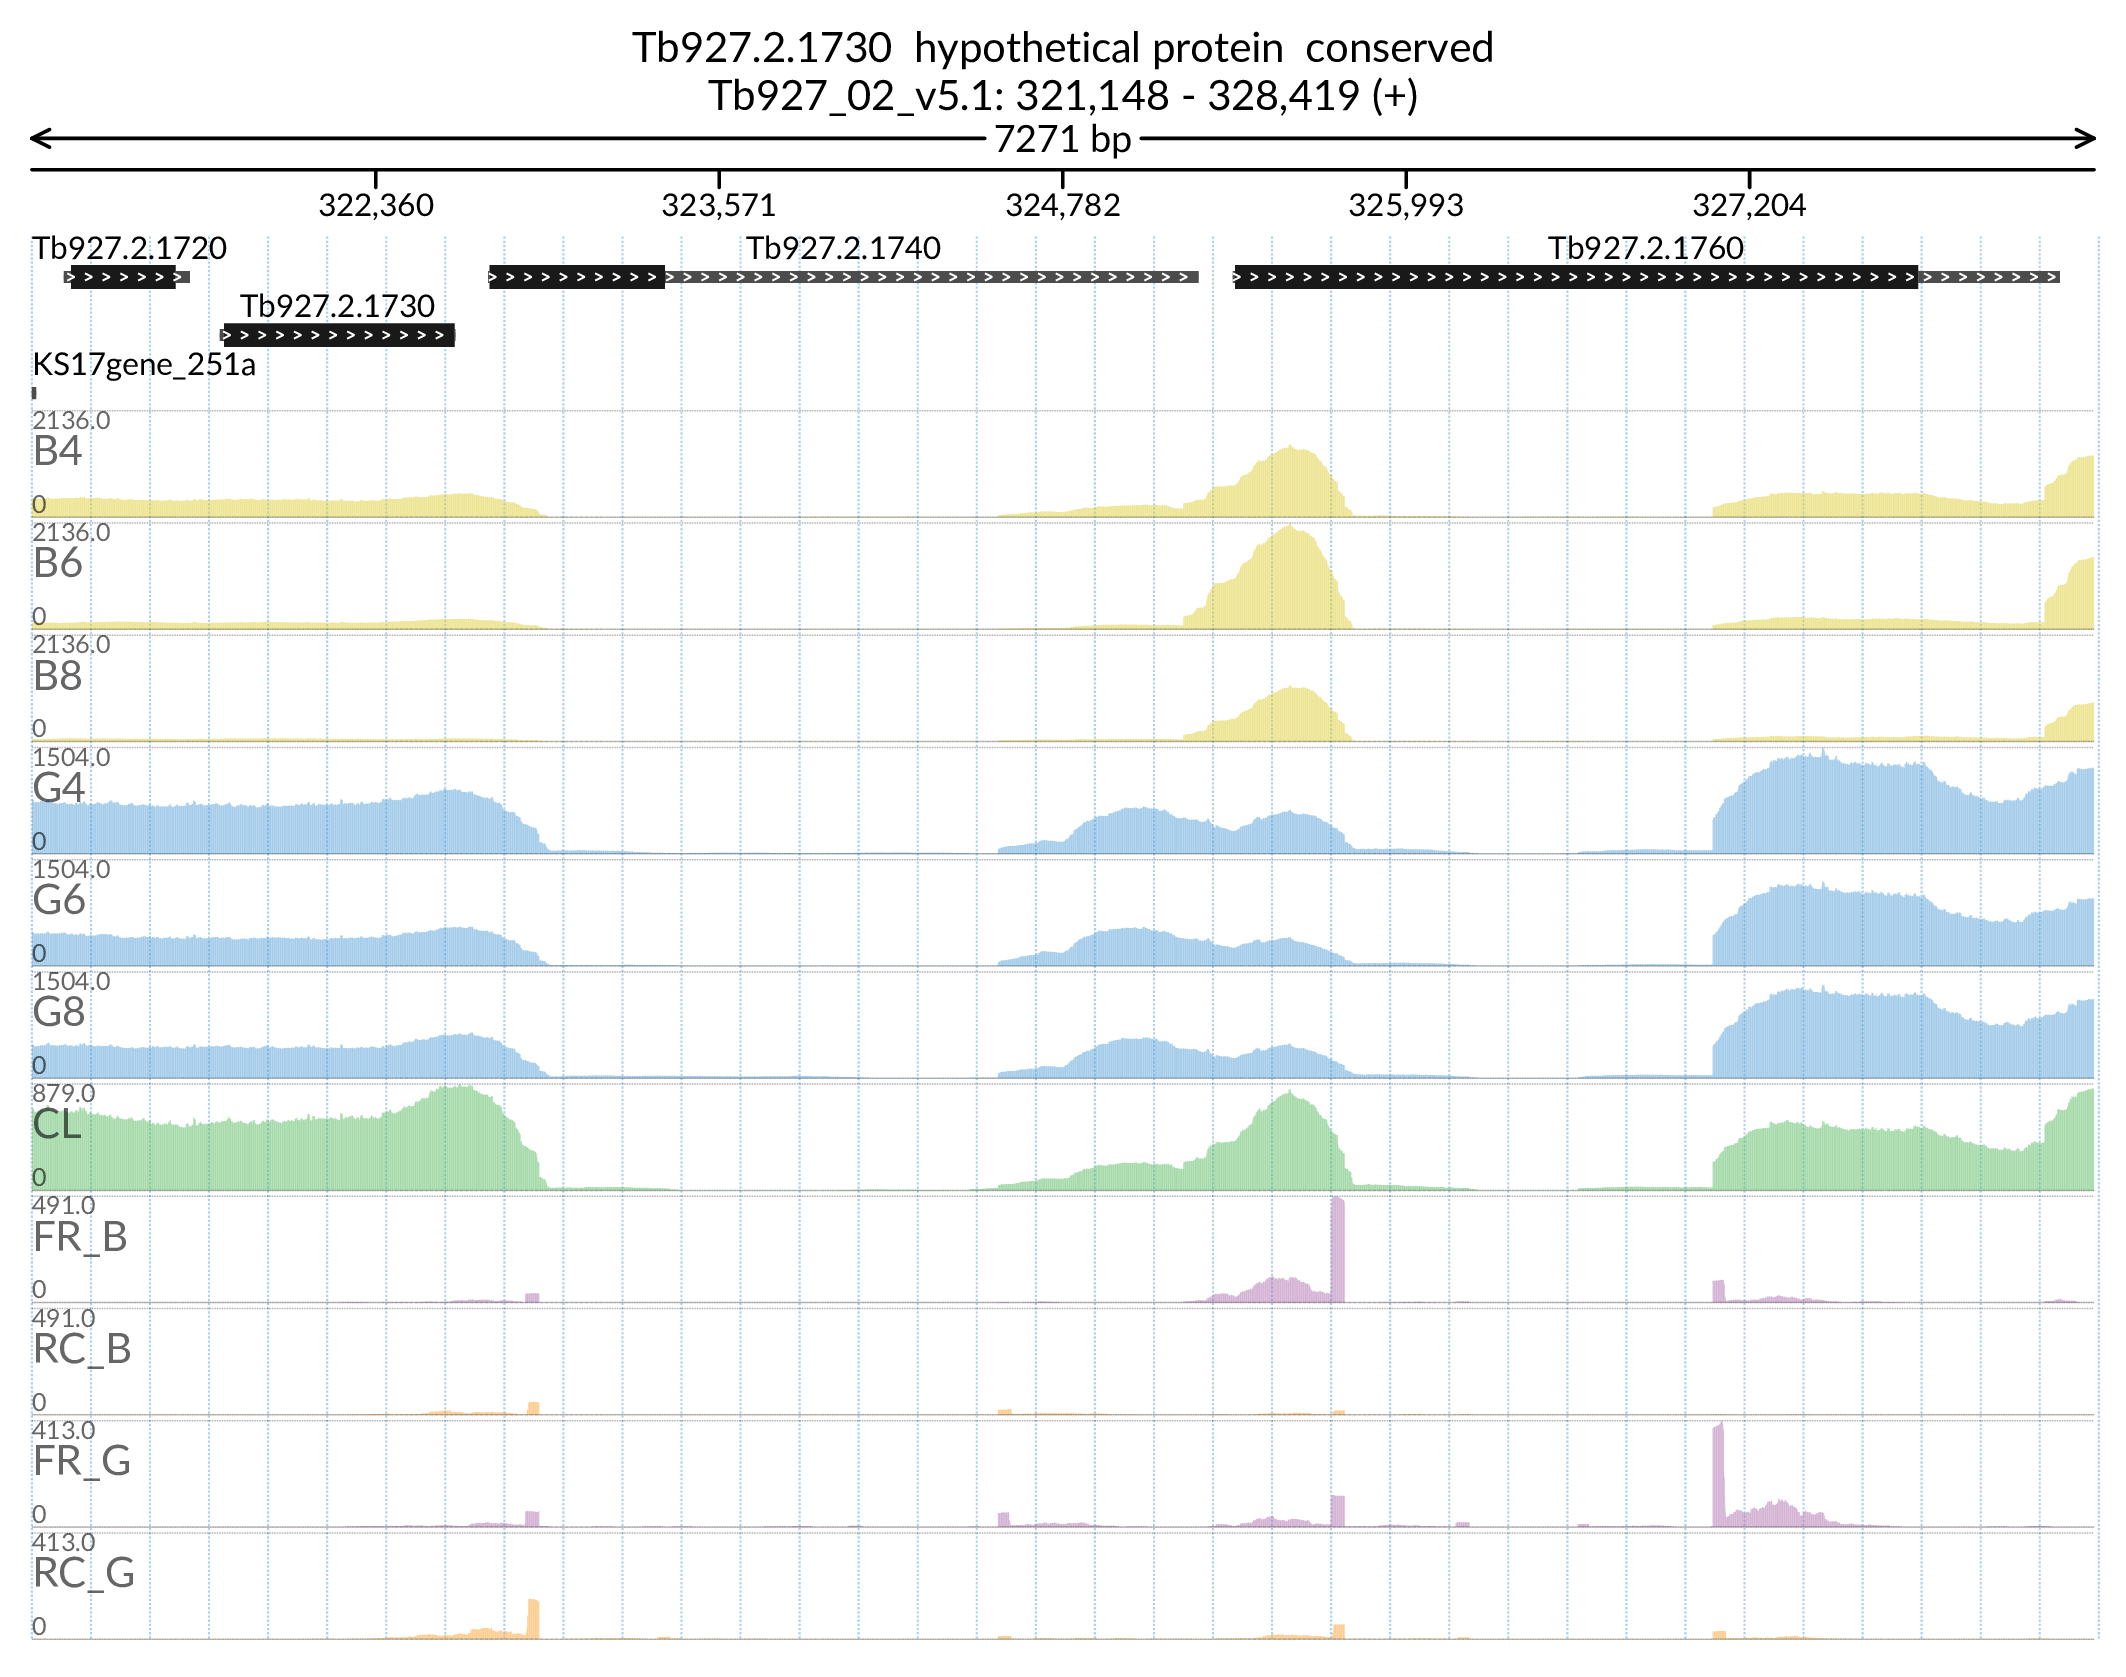 Tb927.2.1730  hypothetical protein  conserved
Tb927_02_v5.1: 321,148 - 328,419 (+)
7271 bp
322,360 323,571 324,782 325,993 327,204
Tb927.2.1720 Tb927.2.1740 Tb927.2.1760
Tb927.2.1730
KS17gene_251a
2136.0
B4
0
2136.0
B6
0
2136.0
B8
0
1504.0
G4
0
1504.0
G6
0
1504.0
G8
0
879.0
CL
0
491.0
FR_B
0
491.0
RC_B
0
413.0
FR_G
0
413.0
RC_G
0